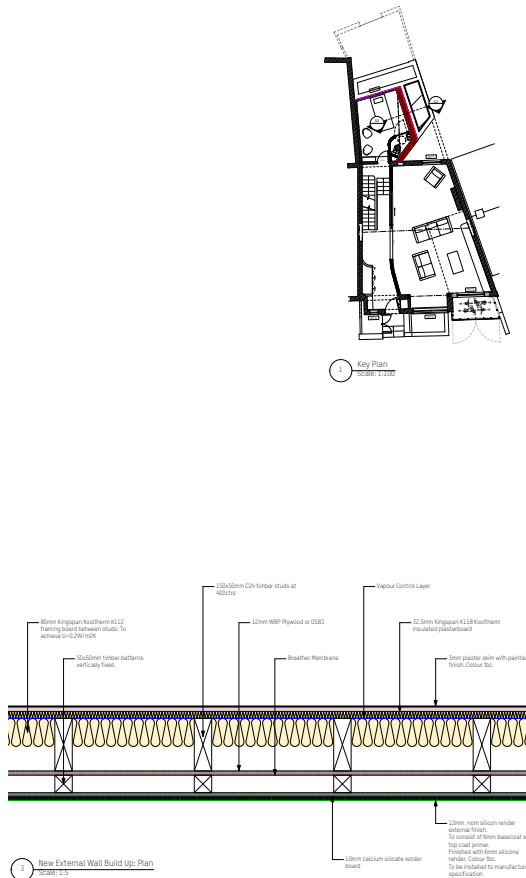 1
Key Plan
Scale: 1:100
150x50mm C24 timber studs at
400ctrs
Vapour Control Layer
80mm Kingspan Kooltherm K112
framing board between studs. To
achieve U=0.2W/m2K
12mm WBP Plywood or OSB3
32.5mm Kingspan K118 Kooltherm
insulated plasterboard
50x50mm timber battens
vertically fixed
Breather Membrane
3mm plaster skim with painted
finish. Colour tbc
12mm. nom silicon render
external finish.
To consist of 6mm basecoat w
top coat primer.
Finished with 6mm silicone
render. Colour tbc.
To be installed to manufactur
specification
10mm calcium silicate render
board
3
New External Wall Build Up: Plan
Scale: 1:5